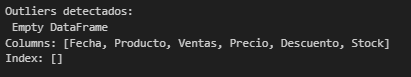 Outliers detectados:
 Empty DataFrame
Columns: [Fecha, Producto, Ventas, Precio, Descuento, Stock]
Index: []